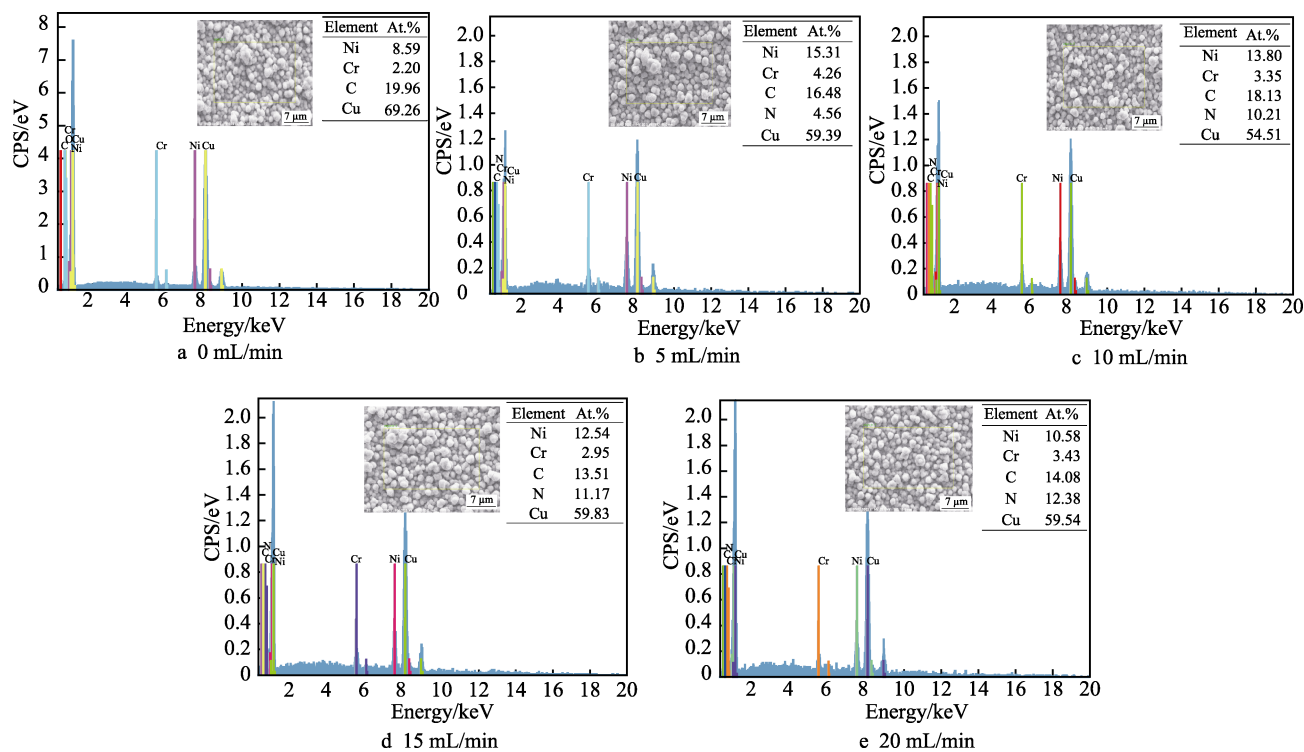 8
7
6
5
4
3
2
1
0
CPS/eV
C
Cr
C Cu
Ni
Cr
Ni Cu
7 μm
Element At.%
Ni 8.59
Cr 2.20
C 19.96
Cu 69.26
2 4 6 8 10 12 14 16 18 20
Energy/keV
a 0 mL/min
2.0
1.8
1.6
1.4
1.2
1.0
0.8
0.6
0.4
0.2
0
CPS/eV
N
Cr Cu
C Ni
Cr
Ni Cu
7 μm
Element At.%
Ni 15.31
Cr 4.26
C 16.48
N 4.56
Cu 59.39
2 4 6 8 10 12 14 16 18 20
Energy/keV
b 5 mL/min
2.0
1.8
1.6
1.4
1.2
1.0
0.8
0.6
0.4
0.2
0
CPS/eV
N
Cr Cu
C Ni
Cr
Ni
Cu
7 μm
Element At.%
Ni 13.80
Cr 3.35
C 18.13
N 10.21
Cu 54.51
2 4 6 8 10 12 14 16 18 20
Energy/keV
c 10 mL/min
2.0
1.8
1.6
1.4
1.2
1.0
0.8
0.6
0.4
0.2
0
CPS/eV
N
C Cu
C Ni
Cr
Ni Cu
7 μm
Element At.%
Ni 12.54
Cr 2.95
C 13.51
N 11.17
Cu 59.83
2 4 6 8 10 12 14 16 18 20
Energy/keV
d 15 mL/min
2.0
1.8
1.6
1.4
1.2
1.0
0.8
0.6
0.4
0.2
0
CPS/eV
N
C Cu
C Ni
Cr
Ni
Cu
7 μm
Element At.%
Ni 10.58
Cr 3.43
C 14.08
N 12.38
Cu 59.54
2 4 6 8 10 12 14 16 18 20
Energy/keV
e 20 mL/min